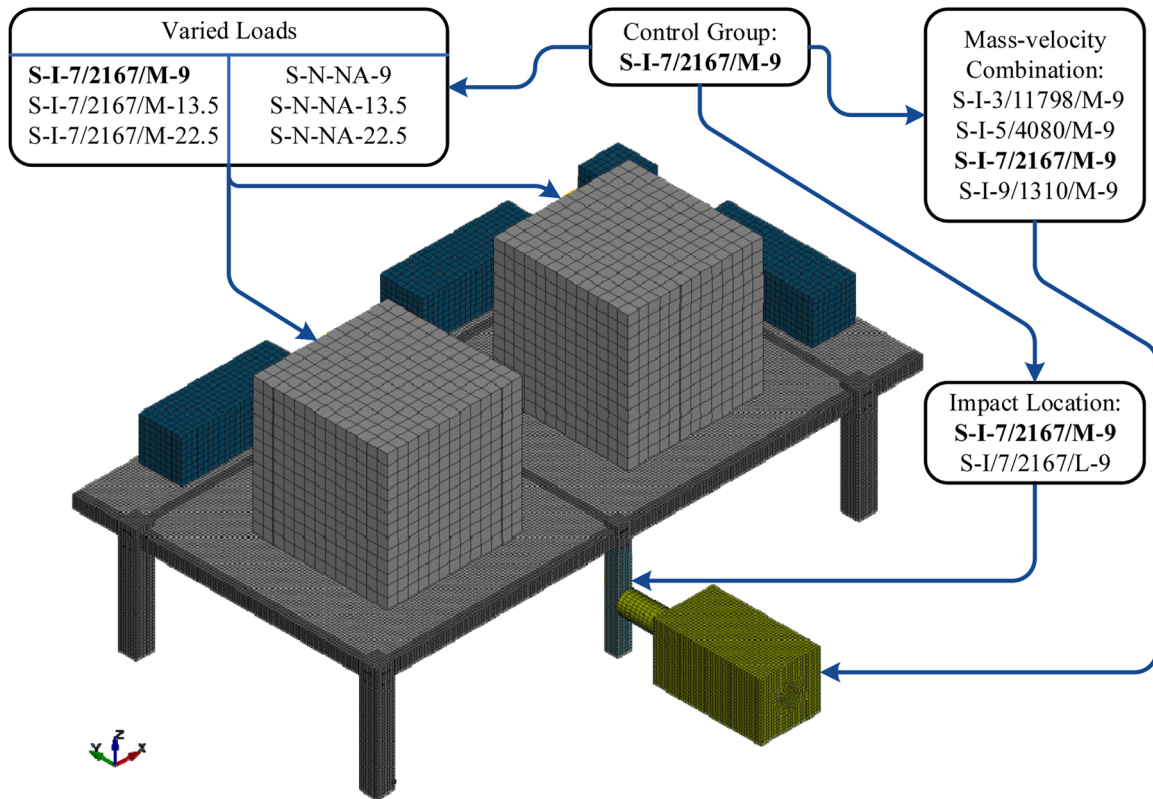 Varied Loads
S-I-7/2167/M-9
S-I-7/2167/M-13.5
S-I-7/2167/M-22.5
S-N-NA-9
S-N-NA-13.5
S-N-NA-22.5
Control Group:
S-I-7/2167/M-9
Mass-velocity
Combination:
S-I-3/11798/M-9
S-I-5/4080/M-9
S-I-7/2167/M-9
S-I-9/1310/M-9
Impact Location:
S-I-7/2167/M-9
S-I/7/2167/L-9
Y
Z
X